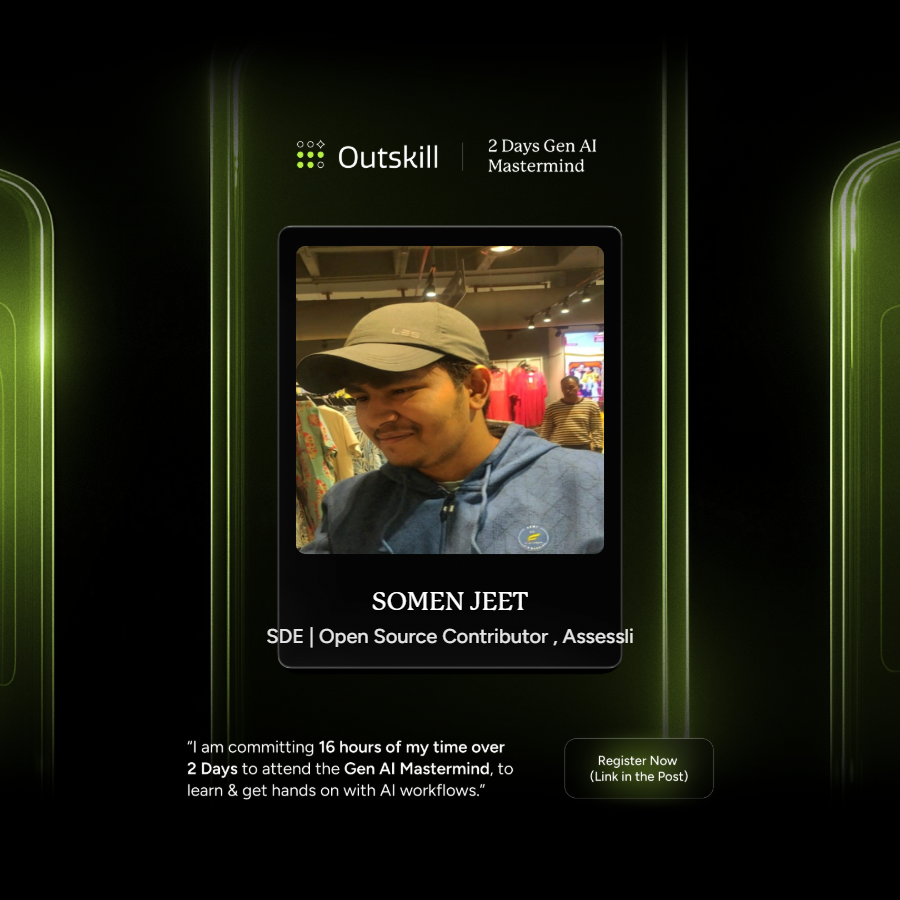 Outskill
2 Days Gen AI
Mastermind
SOMEN JEET
SDE | Open Source Contributor , Assessli
“I am committing 16 hours of my time over
2 Days to attend the Gen AI Mastermind, to
learn & get hands on with AI workflows.”
Register Now
(Link in the Post)